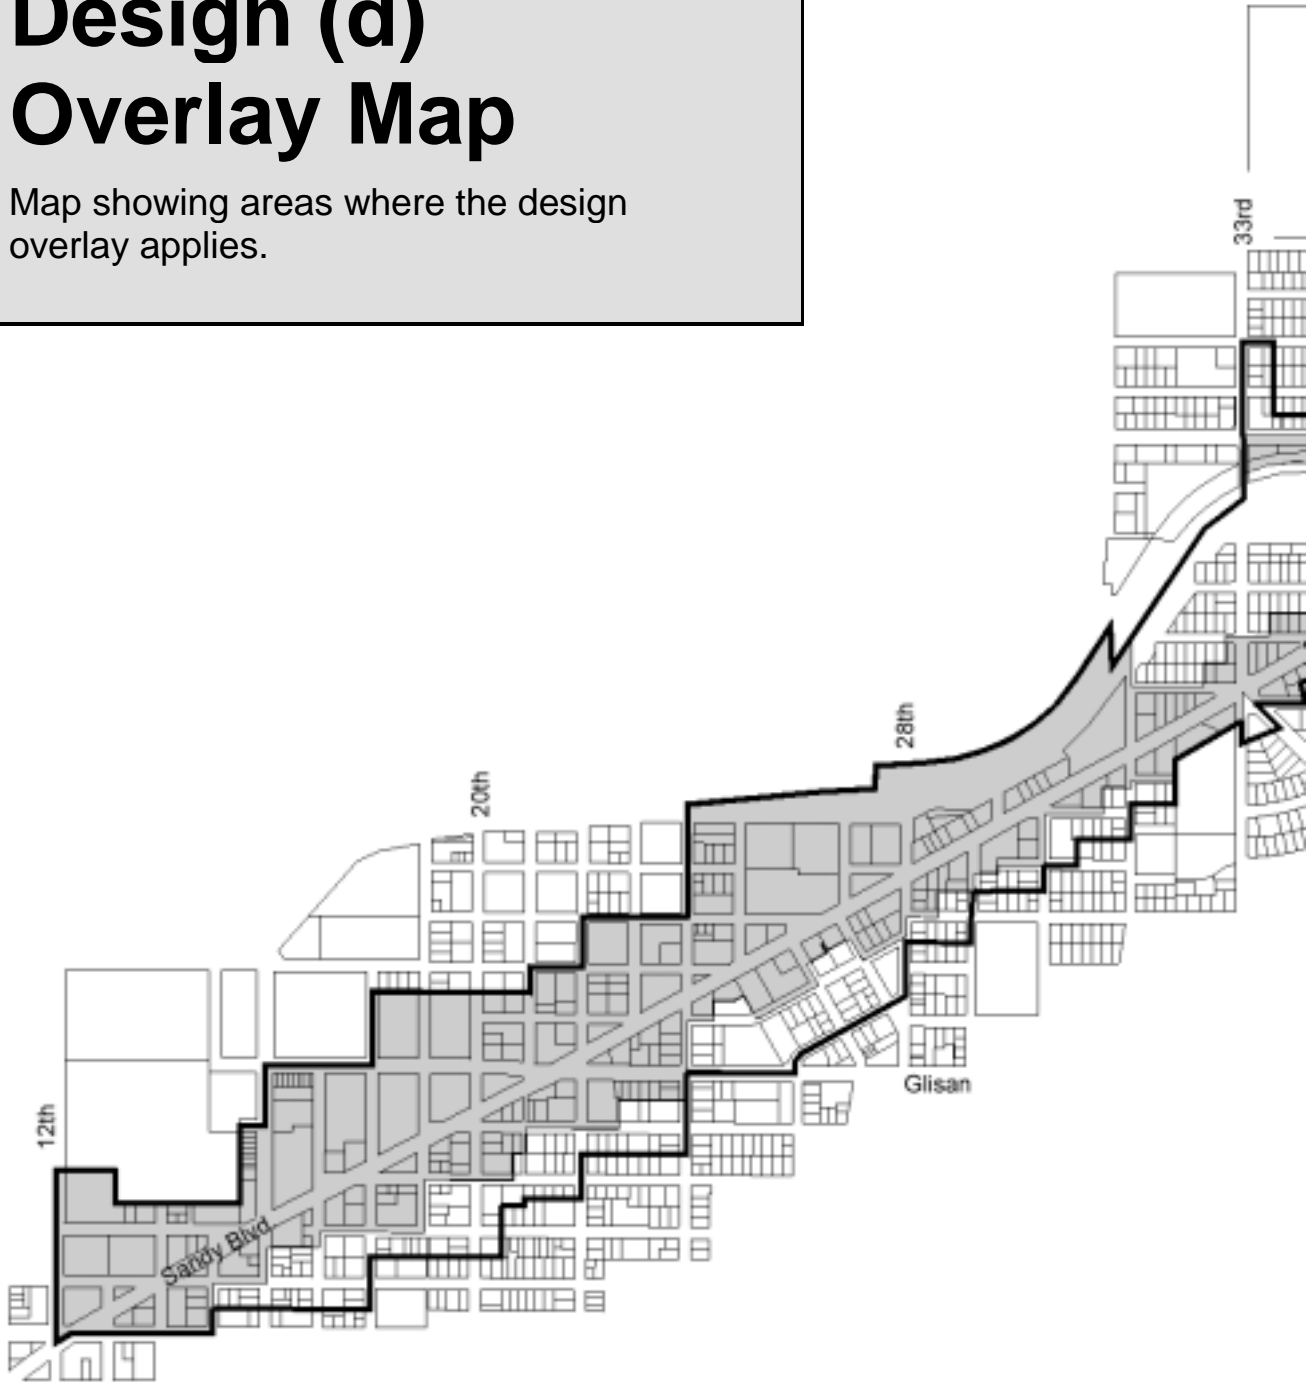 Design (d)
Overlay Map
Map showing areas where the design
overlay applies.
33rd
28th
20th
Glisan
12th
Sandy Blvd